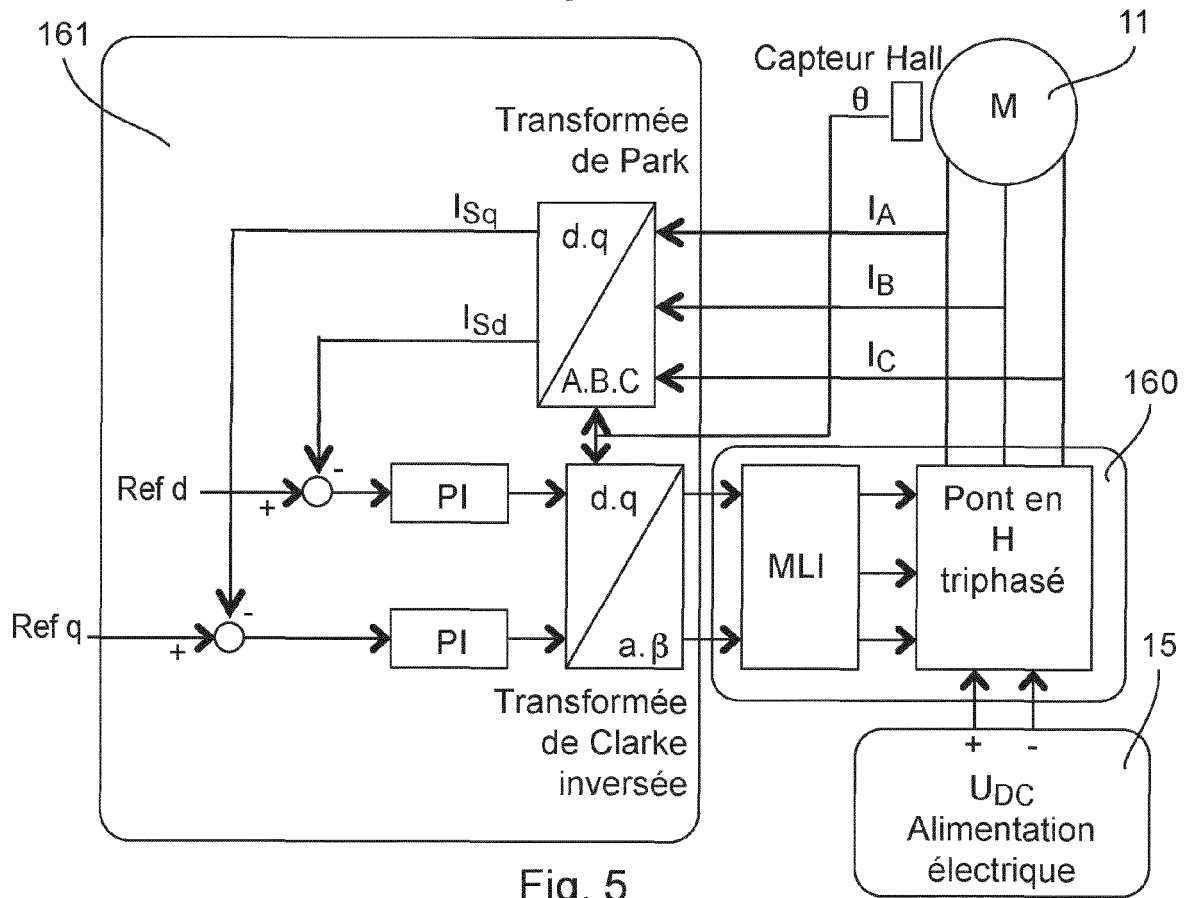 161
11
Capteur Hall
θ
M
Transformée
de Park
I_Sq
d.q
I_A
I_B
I_Sd
A.B.C
I_C
160
Ref d
+
-
PI
d.q
MLI
Pont en
H
triphasé
Ref q
+
-
PI
a.β
15
Transformée
de Clarke
inversée
+
-
U_DC
Alimentation
électrique
Fig. 5